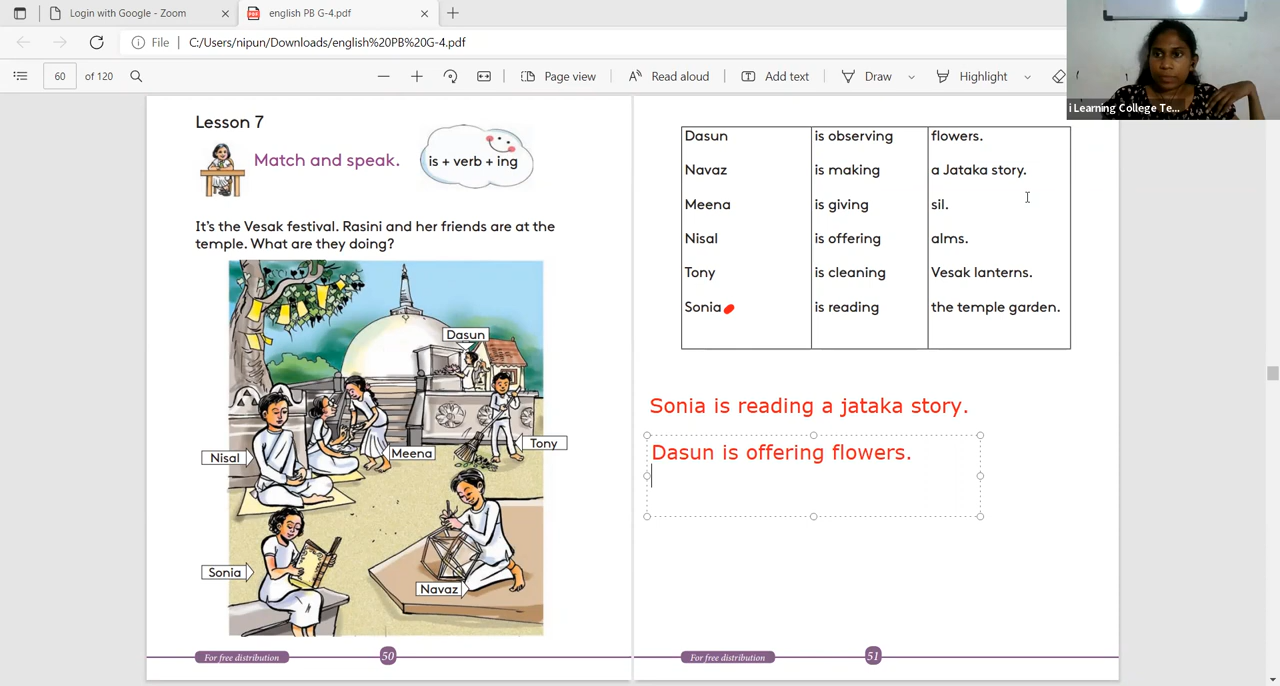 Login with Google - Zoom
english PB G-4.pdf
File
C:/Users/nipun/Downloads/english%20PB%20G-4.pdf
60 of 120
Page view
Read aloud
Add text
Draw
Highlight
i Learning College Te...
Lesson 7
Match and speak.
is + verb + ing
It's the Vesak festival. Rasini and her friends are at the
temple. What are they doing?
Dasun
Tony
Meena
Nisal
Sonia
Navaz
For free distribution
50
Dasun is observing flowers.
Navaz is making a Jataka story.
Meena is giving sil.
Nisal is offering alms.
Tony is cleaning Vesak lanterns.
Sonia is reading the temple garden.
Sonia is reading a jataka story.
Dasun is offering flowers.
For free distribution
51